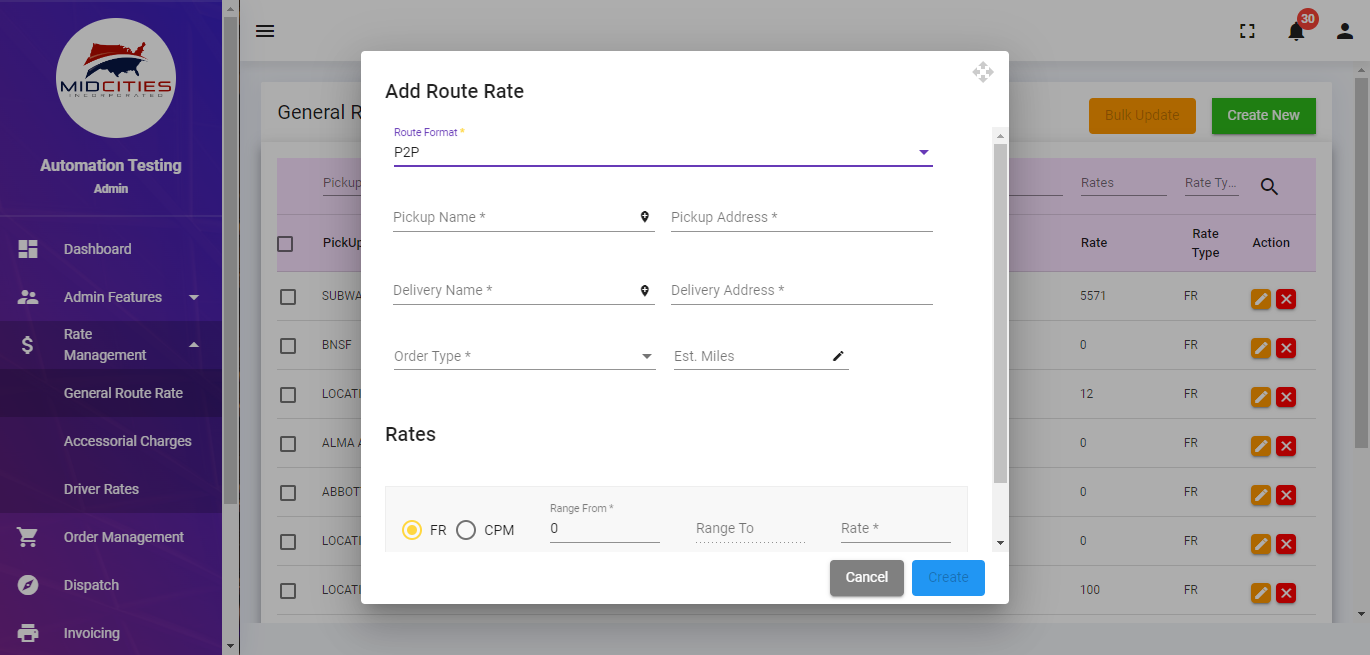 MIDCITIES
INCORPORATED
Automation Testing
Admin
Dashboard
Admin Features
Rate
Management
General Route Rate
Accessorial Charges
Driver Rates
Order Management
Dispatch
Invoicing
30
General R
Bulk Update
Create New
Pickup
Rates
Rate Ty...
PickUp
Rate
Rate
Type
Action
SUBWA
5571
FR
BNSF
0
FR
LOCATI
12
FR
ALMA A
0
FR
ABBOT
0
FR
LOCATI
0
FR
LOCATI
100
FR
Add Route Rate
Route Format *
P2P
Pickup Name *
Pickup Address *
Delivery Name *
Delivery Address *
Order Type *
Est. Miles
Rates
FR
CPM
Range From *
0
Range To
Rate *
Cancel
Create